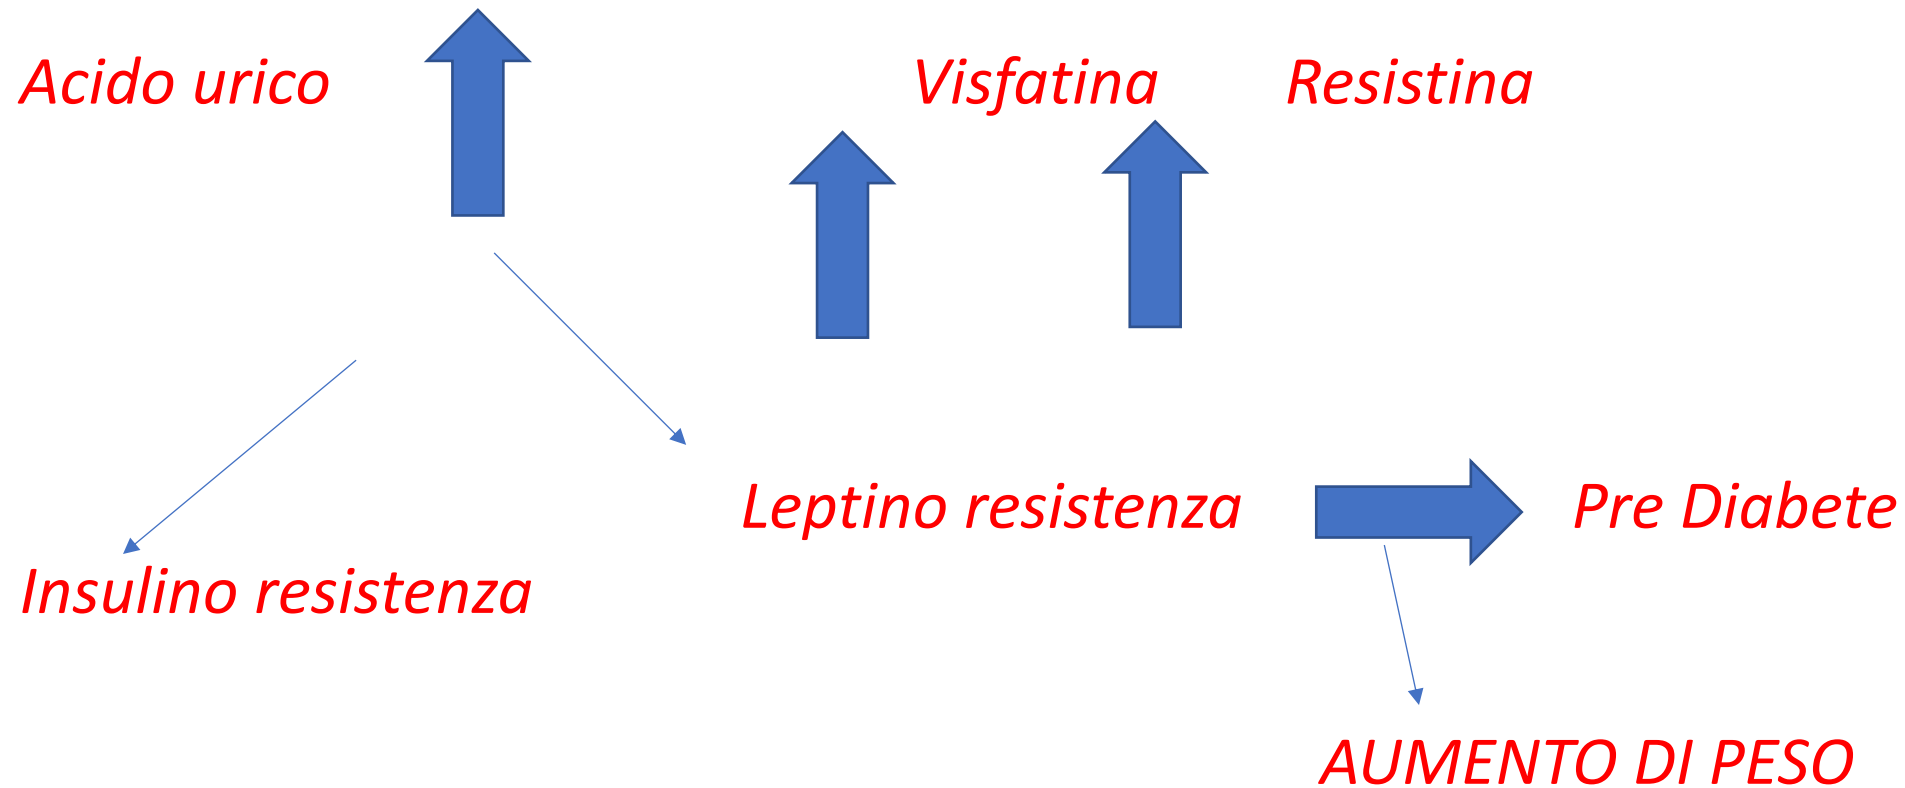 Acido urico
Visfatina
Resistina
Leptino resistenza
Pre Diabete
Insulino resistenza
AUMENTO DI PESO